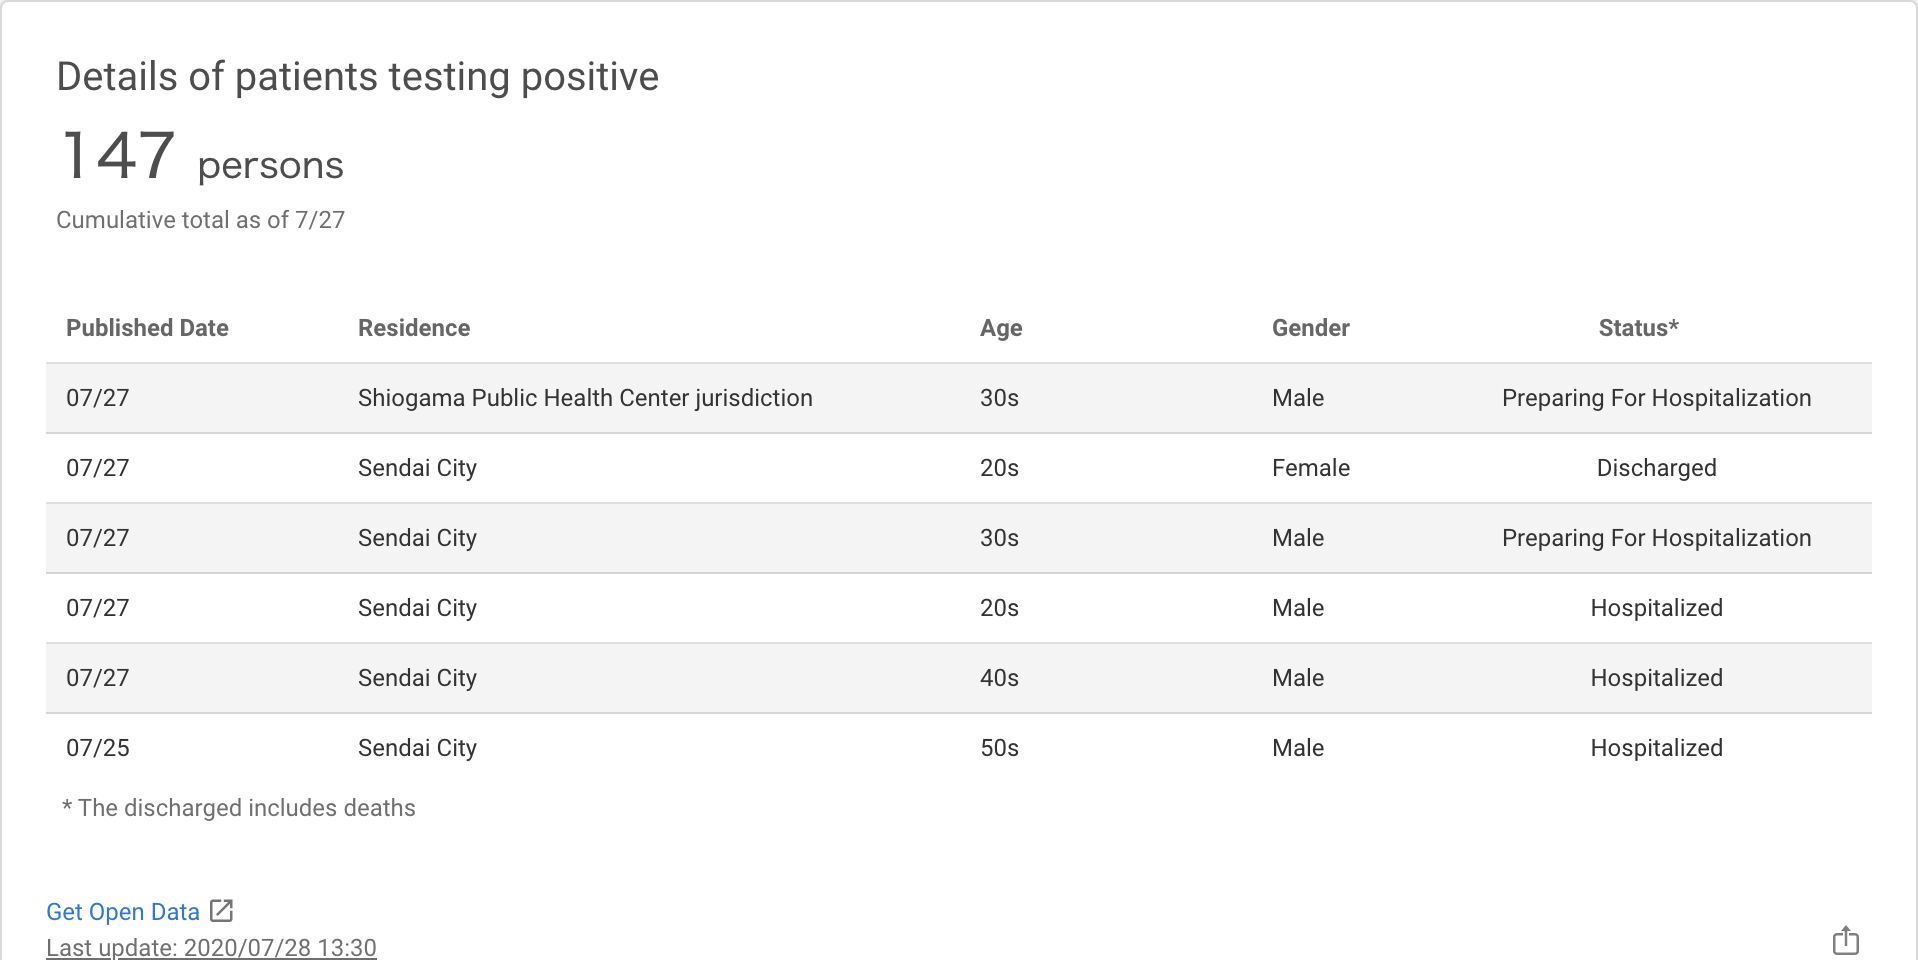 Details of patients testing positive
147 persons
Cumulative total as of 7/27
Published Date Residence Age Gender Status*
07/27 Shiogama Public Health Center jurisdiction 30s Male Preparing For Hospitalization
07/27 Sendai City 20s Female Discharged
07/27 Sendai City 30s Male Preparing For Hospitalization
07/27 Sendai City 20s Male Hospitalized
07/27 Sendai City 40s Male Hospitalized
07/25 Sendai City 50s Male Hospitalized
* The discharged includes deaths
Get Open Data
Last update: 2020/07/28 13:30